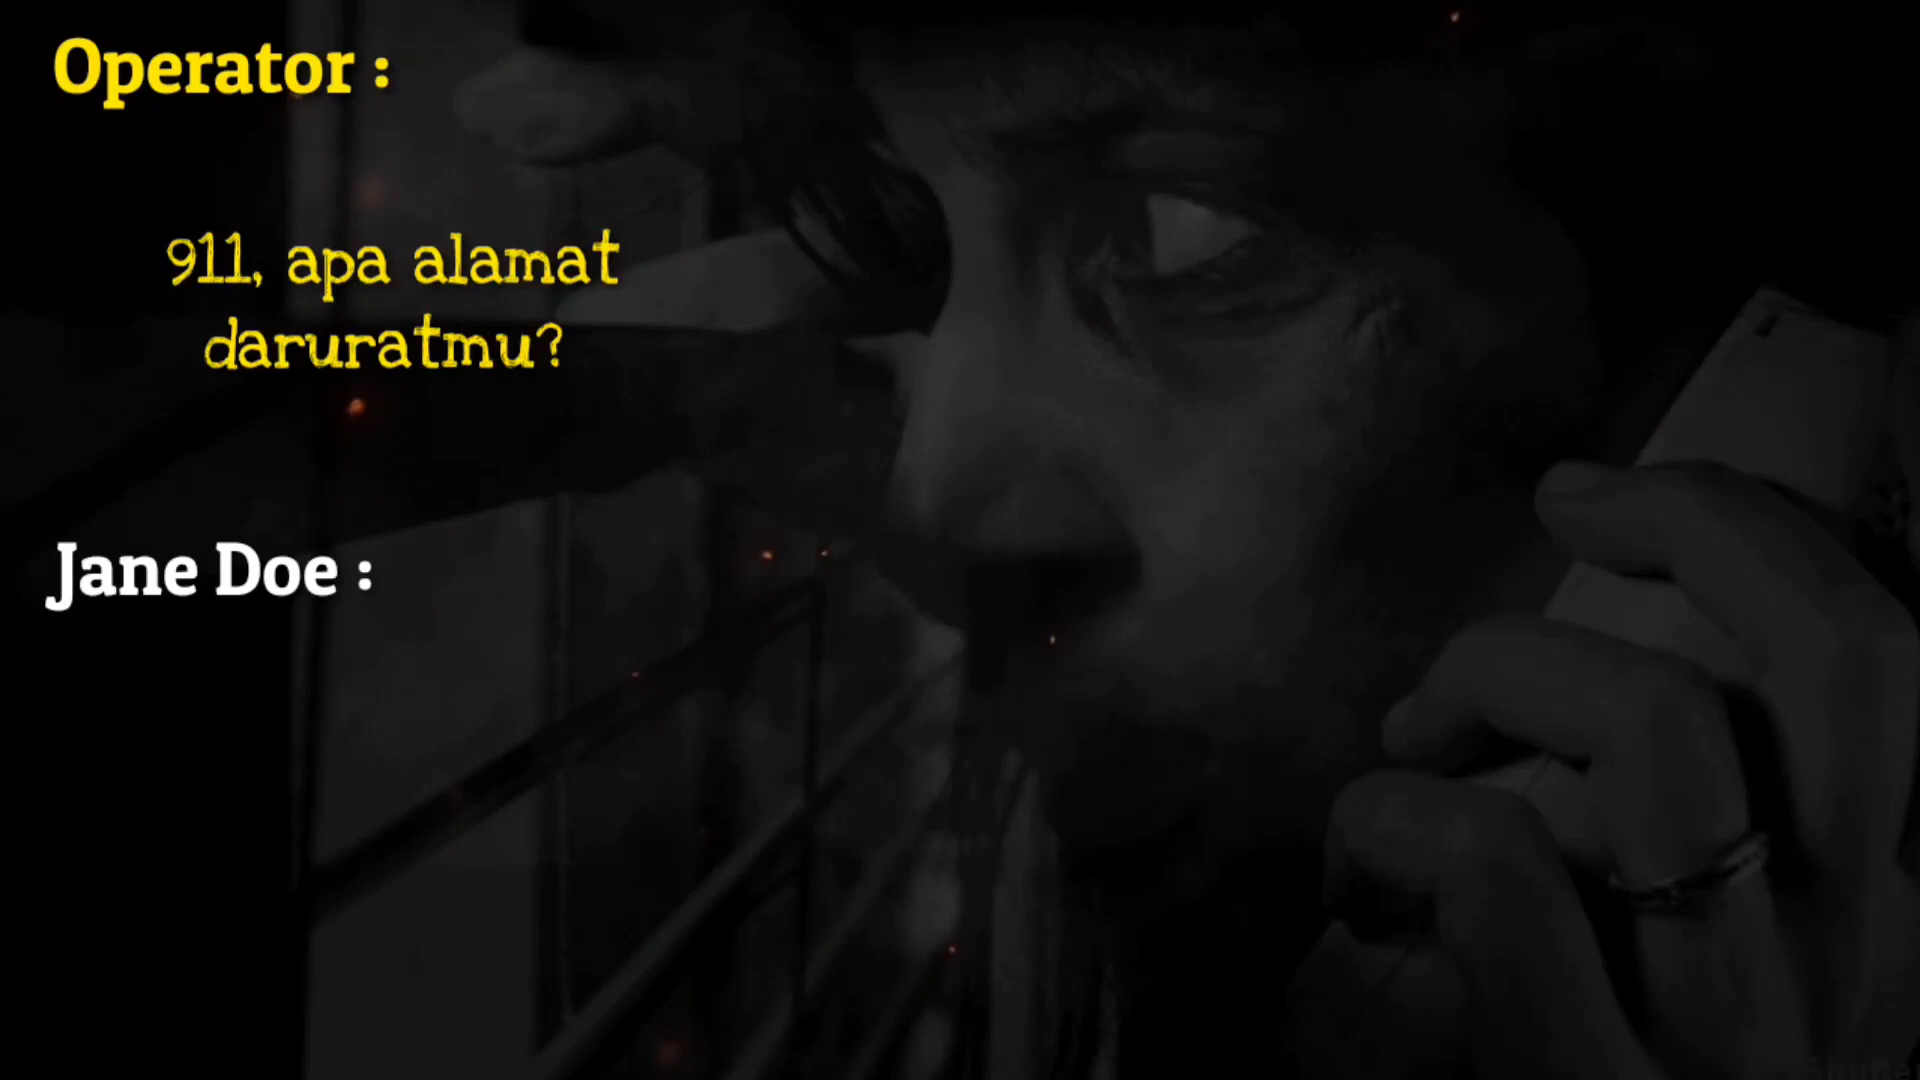 Operator :
911, apa alamat
daruratmu?
Jane Doe :